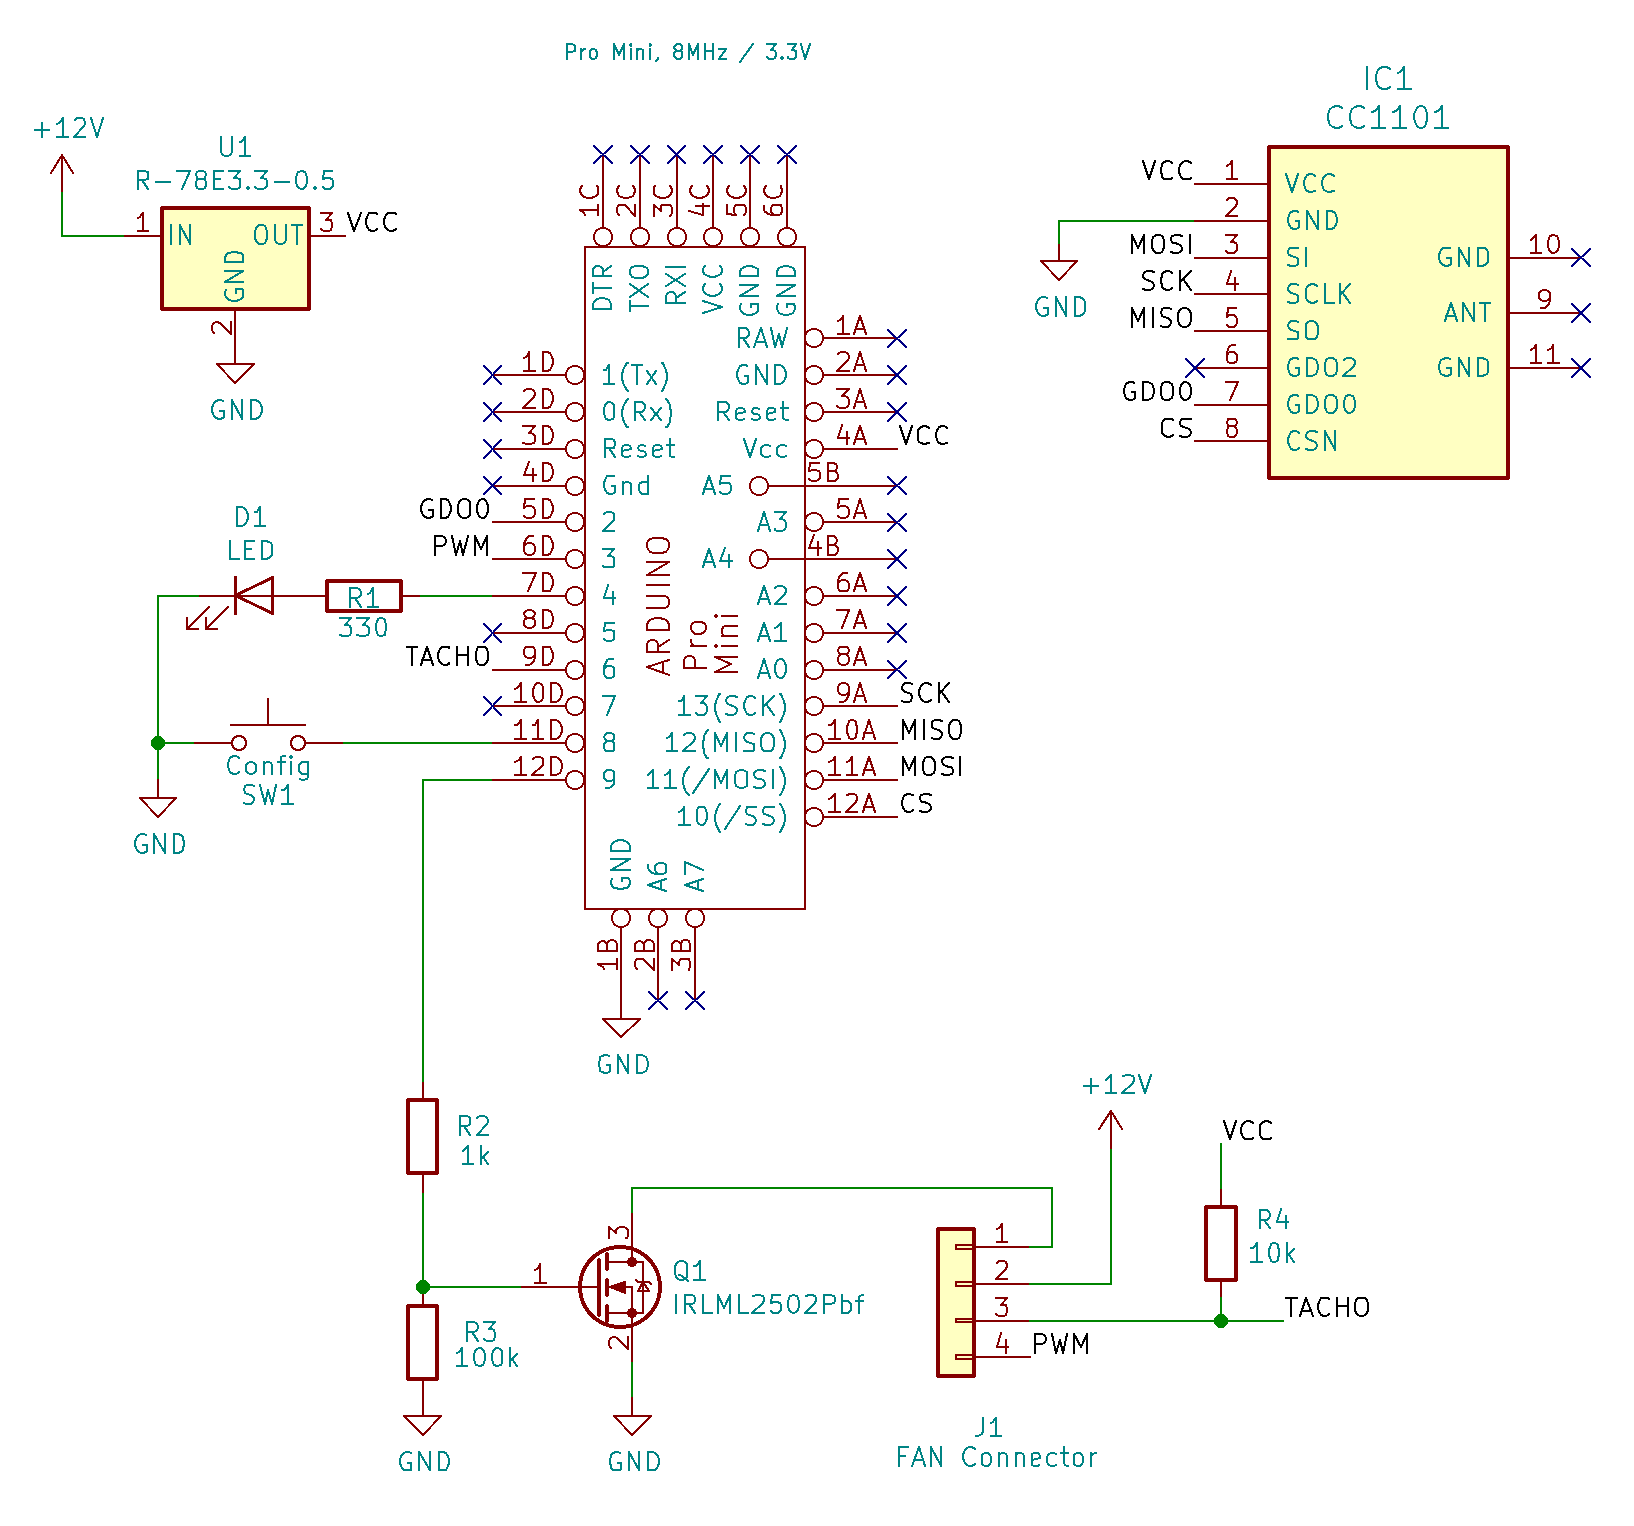 Pro Mini, 8MHz / 3.3V
+12V
U1
R-78E3.3-0.5
1
IN
OUT
3
VCC
GND
2
GND
IC1
CC1101
VCC
1
VCC
2
GND
MOSI
3
SI
SCK
4
SCLK
MISO
5
SO
6
GDO2
GDO0
7
GDO0
CS
8
CSN
GND
10
ANT
9
GND
11
GND
1C
2C
3C
4C
5C
6C
DTR
TXO
RXI
VCC
GND
GND
1D
1(Tx)
2D
0(Rx)
3D
Reset
4D
Gnd
GDO0
5D
2
PWM
6D
3
7D
4
8D
5
TACHO
9D
6
10D
7
11D
8
12D
9
RAW
1A
GND
2A
Reset
3A
Vcc
4A
VCC
A5
5B
A3
5A
A4
4B
A2
6A
A1
7A
A0
8A
13(SCK)
9A
SCK
12(MISO)
10A
MISO
11(/MOSI)
11A
MOSI
10(/SS)
12A
CS
ARDUINO
Pro
Mini
GND
A6
A7
1B
2B
3B
GND
D1
LED
R1
330
Config
SW1
GND
R2
1k
R3
100k
GND
1
3
2
Q1
IRLML2502Pbf
GND
+12V
1
2
3
4
PWM
J1
FAN Connector
VCC
R4
10k
TACHO